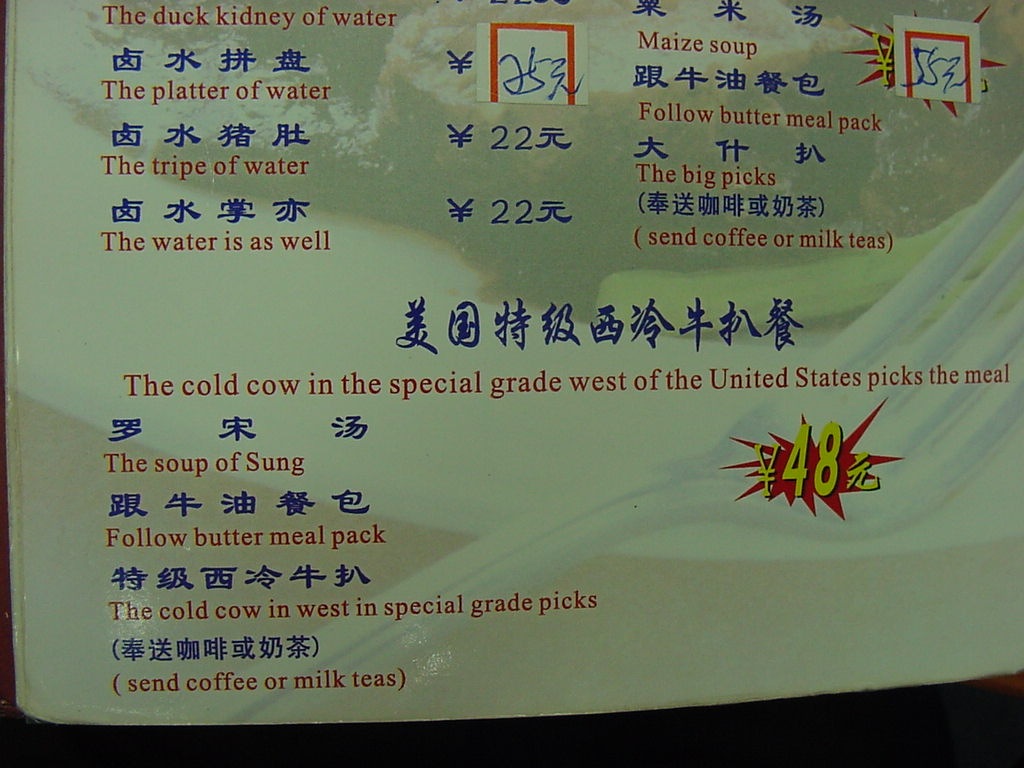 The duck kidney of water
卤水拼盘 ¥ 25元
The platter of water
卤水猪肚 ¥ 22元
The tripe of water
卤水掌亦 ¥ 22元
The water is as well
粟米汤
Maize soup
¥ 55元
跟牛油餐包
Follow butter meal pack
大什扒
The big picks
(奉送咖啡或奶茶)
( send coffee or milk teas)
美国特级西冷牛扒餐
The cold cow in the special grade west of the United States picks the meal
罗宋汤
The soup of Sung
¥48元
跟牛油餐包
Follow butter meal pack
特级西冷牛扒
The cold cow in west in special grade picks
(奉送咖啡或奶茶)
( send coffee or milk teas)